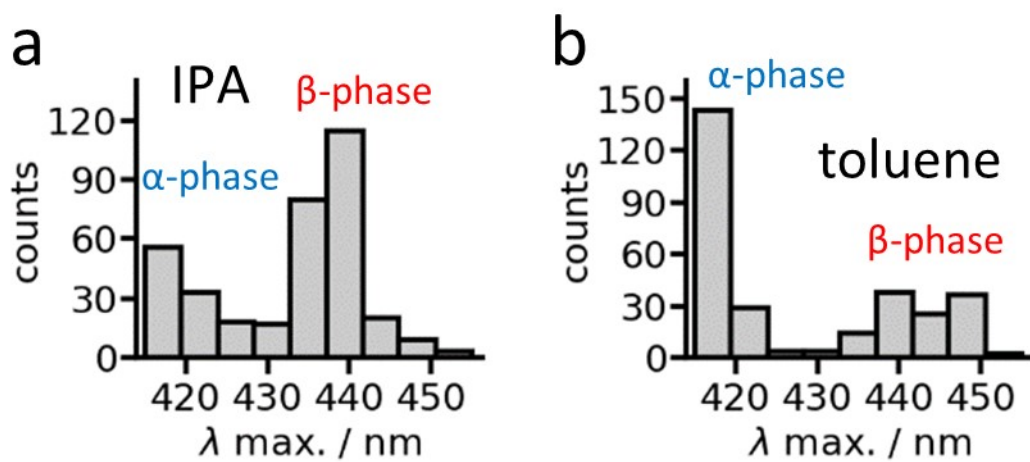 a
IPA
β-phase
α-phase
counts
120
90
60
30
0
420 430 440 450
λ max. / nm
b
α-phase
toluene
β-phase
counts
150
120
90
60
30
0
420 430 440 450
λ max. / nm